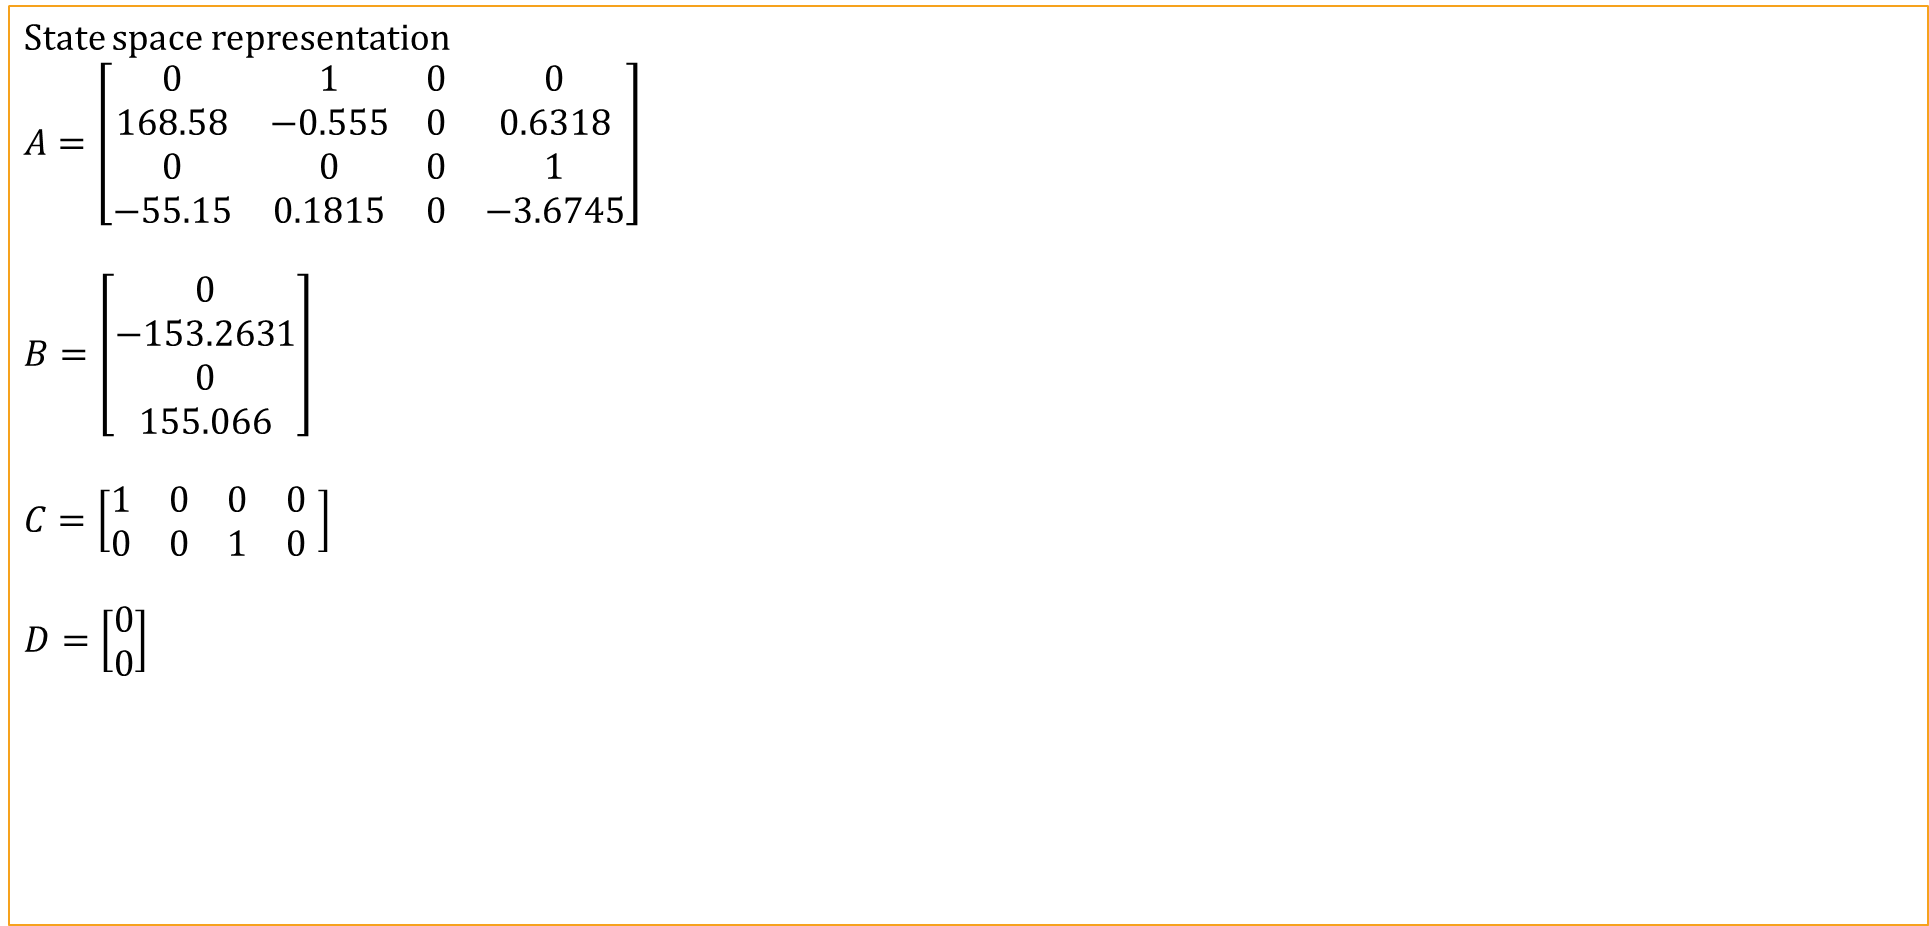 State space representation
A = [0 1 0 0
168.58 −0.555 0 0.6318
0 0 0 1
−55.15 0.1815 0 −3.6745]
B = [0
−153.2631
0
155.066]
C = [1 0 0 0
0 0 1 0]
D = [0
0]